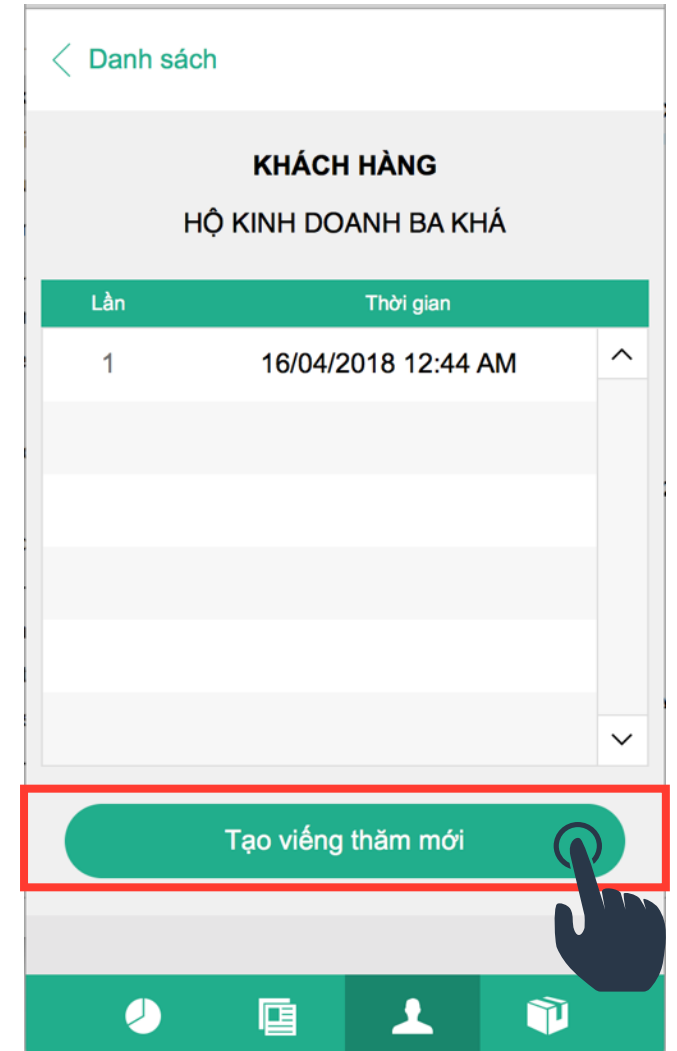 Danh sách
KHÁCH HÀNG
HỘ KINH DOANH BA KHÁ
Lần Thời gian
1 16/04/2018 12:44 AM
Tạo viếng thăm mới